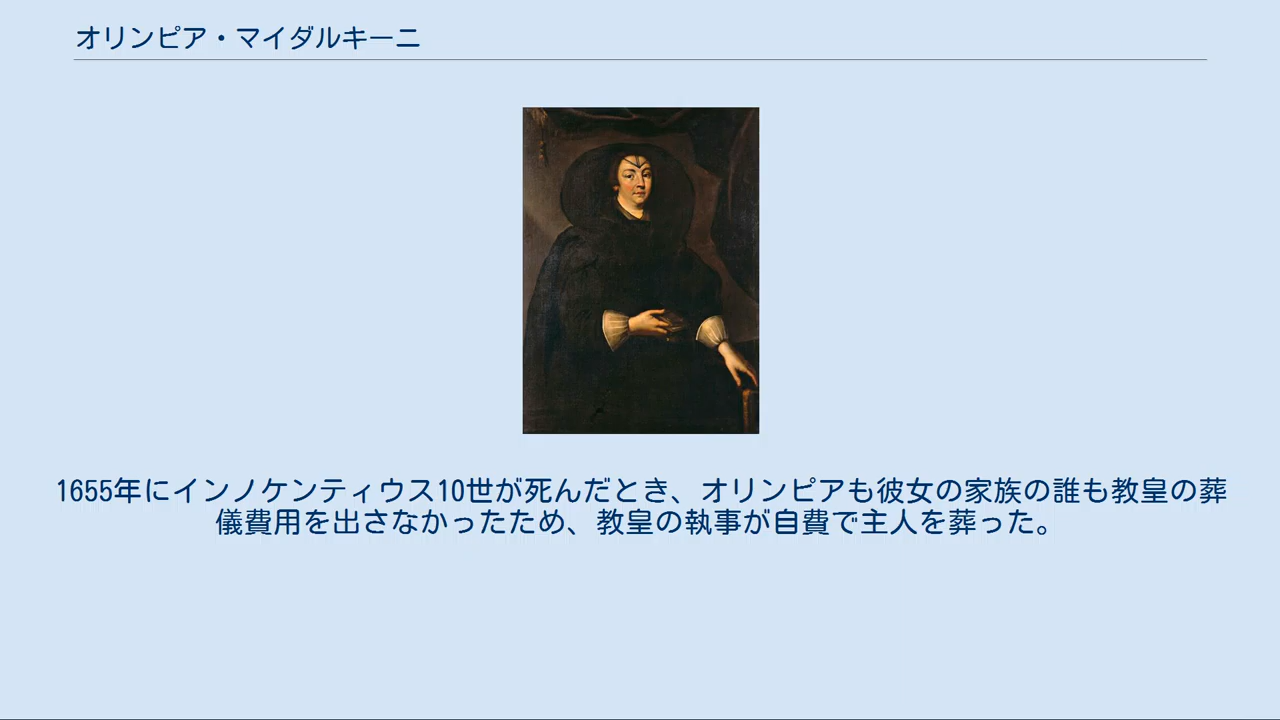 オリンピア・マイダルキーニ
1655年にインノケンティウス10世が死んだとき、オリンピアも彼女の家族の誰も教皇の葬
儀費用を出さなかったため、教皇の執事が自費で主人を葬った。